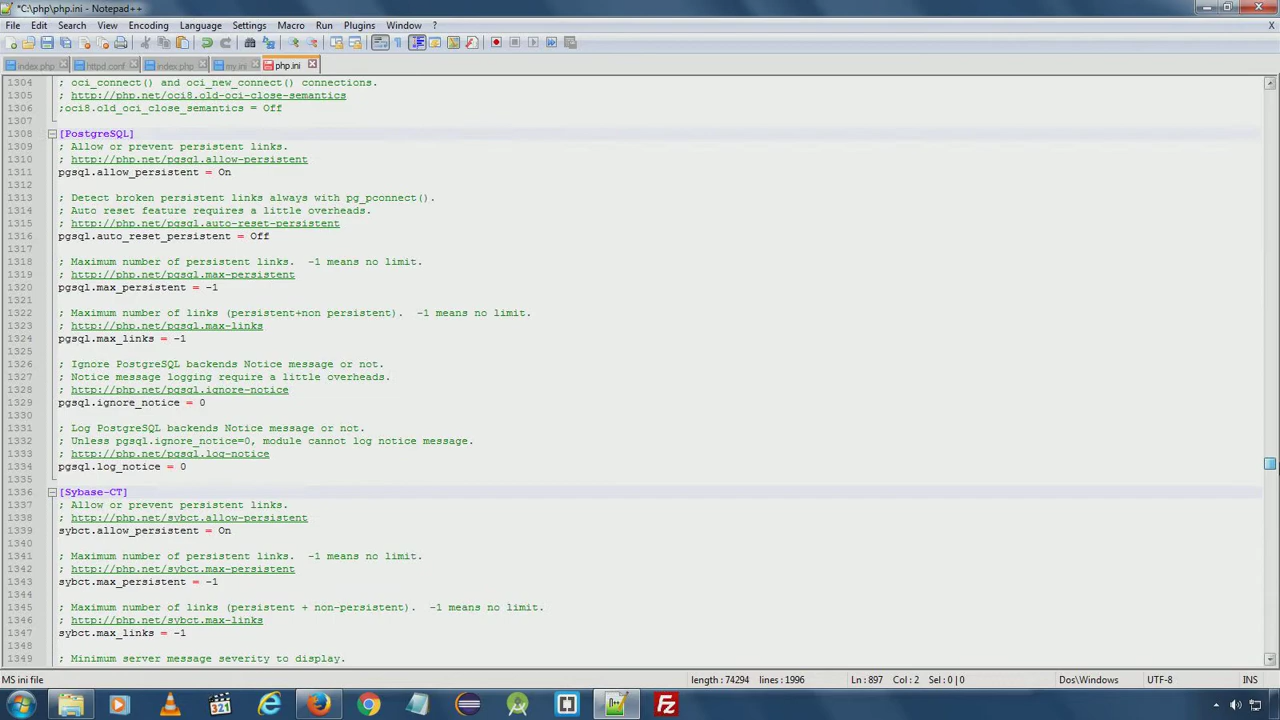 *C:\php\php.ini - Notepad++
File Edit Search View Encoding Language Settings Macro Run Plugins Window ? X
index.php httpd.conf index.php my.ini php.ini
1304 ; oci_connect() and oci_new_connect() connections.
1305 ; http://php.net/oci8.old-oci-close-semantics
1306 ;oci8.old_oci_close_semantics = Off
1307
1308 [PostgreSQL]
1309 ; Allow or prevent persistent links.
1310 ; http://php.net/pgsql.allow-persistent
1311 pgsql.allow_persistent = On
1312
1313 ; Detect broken persistent links always with pg_pconnect().
1314 ; Auto reset feature requires a little overheads.
1315 ; http://php.net/pgsql.auto-reset-persistent
1316 pgsql.auto_reset_persistent = Off
1317
1318 ; Maximum number of persistent links.  -1 means no limit.
1319 ; http://php.net/pgsql.max-persistent
1320 pgsql.max_persistent = -1
1321
1322 ; Maximum number of links (persistent+non persistent).  -1 means no limit.
1323 ; http://php.net/pgsql.max-links
1324 pgsql.max_links = -1
1325
1326 ; Ignore PostgreSQL backends Notice message or not.
1327 ; Notice message logging require a little overheads.
1328 ; http://php.net/pgsql.ignore-notice
1329 pgsql.ignore_notice = 0
1330
1331 ; Log PostgreSQL backends Notice message or not.
1332 ; Unless pgsql.ignore_notice=0, module cannot log notice message.
1333 ; http://php.net/pgsql.log-notice
1334 pgsql.log_notice = 0
1335
1336 [Sybase-CT]
1337 ; Allow or prevent persistent links.
1338 ; http://php.net/sybct.allow-persistent
1339 sybct.allow_persistent = On
1340
1341 ; Maximum number of persistent links.  -1 means no limit.
1342 ; http://php.net/sybct.max-persistent
1343 sybct.max_persistent = -1
1344
1345 ; Maximum number of links (persistent + non-persistent).  -1 means no limit.
1346 ; http://php.net/sybct.max-links
1347 sybct.max_links = -1
1348
1349 ; Minimum server message severity to display.
MS ini file length : 74294 lines : 1996 Ln : 897 Col : 2 Sel : 0 | 0 Dos\Windows UTF-8 INS
321 Fz